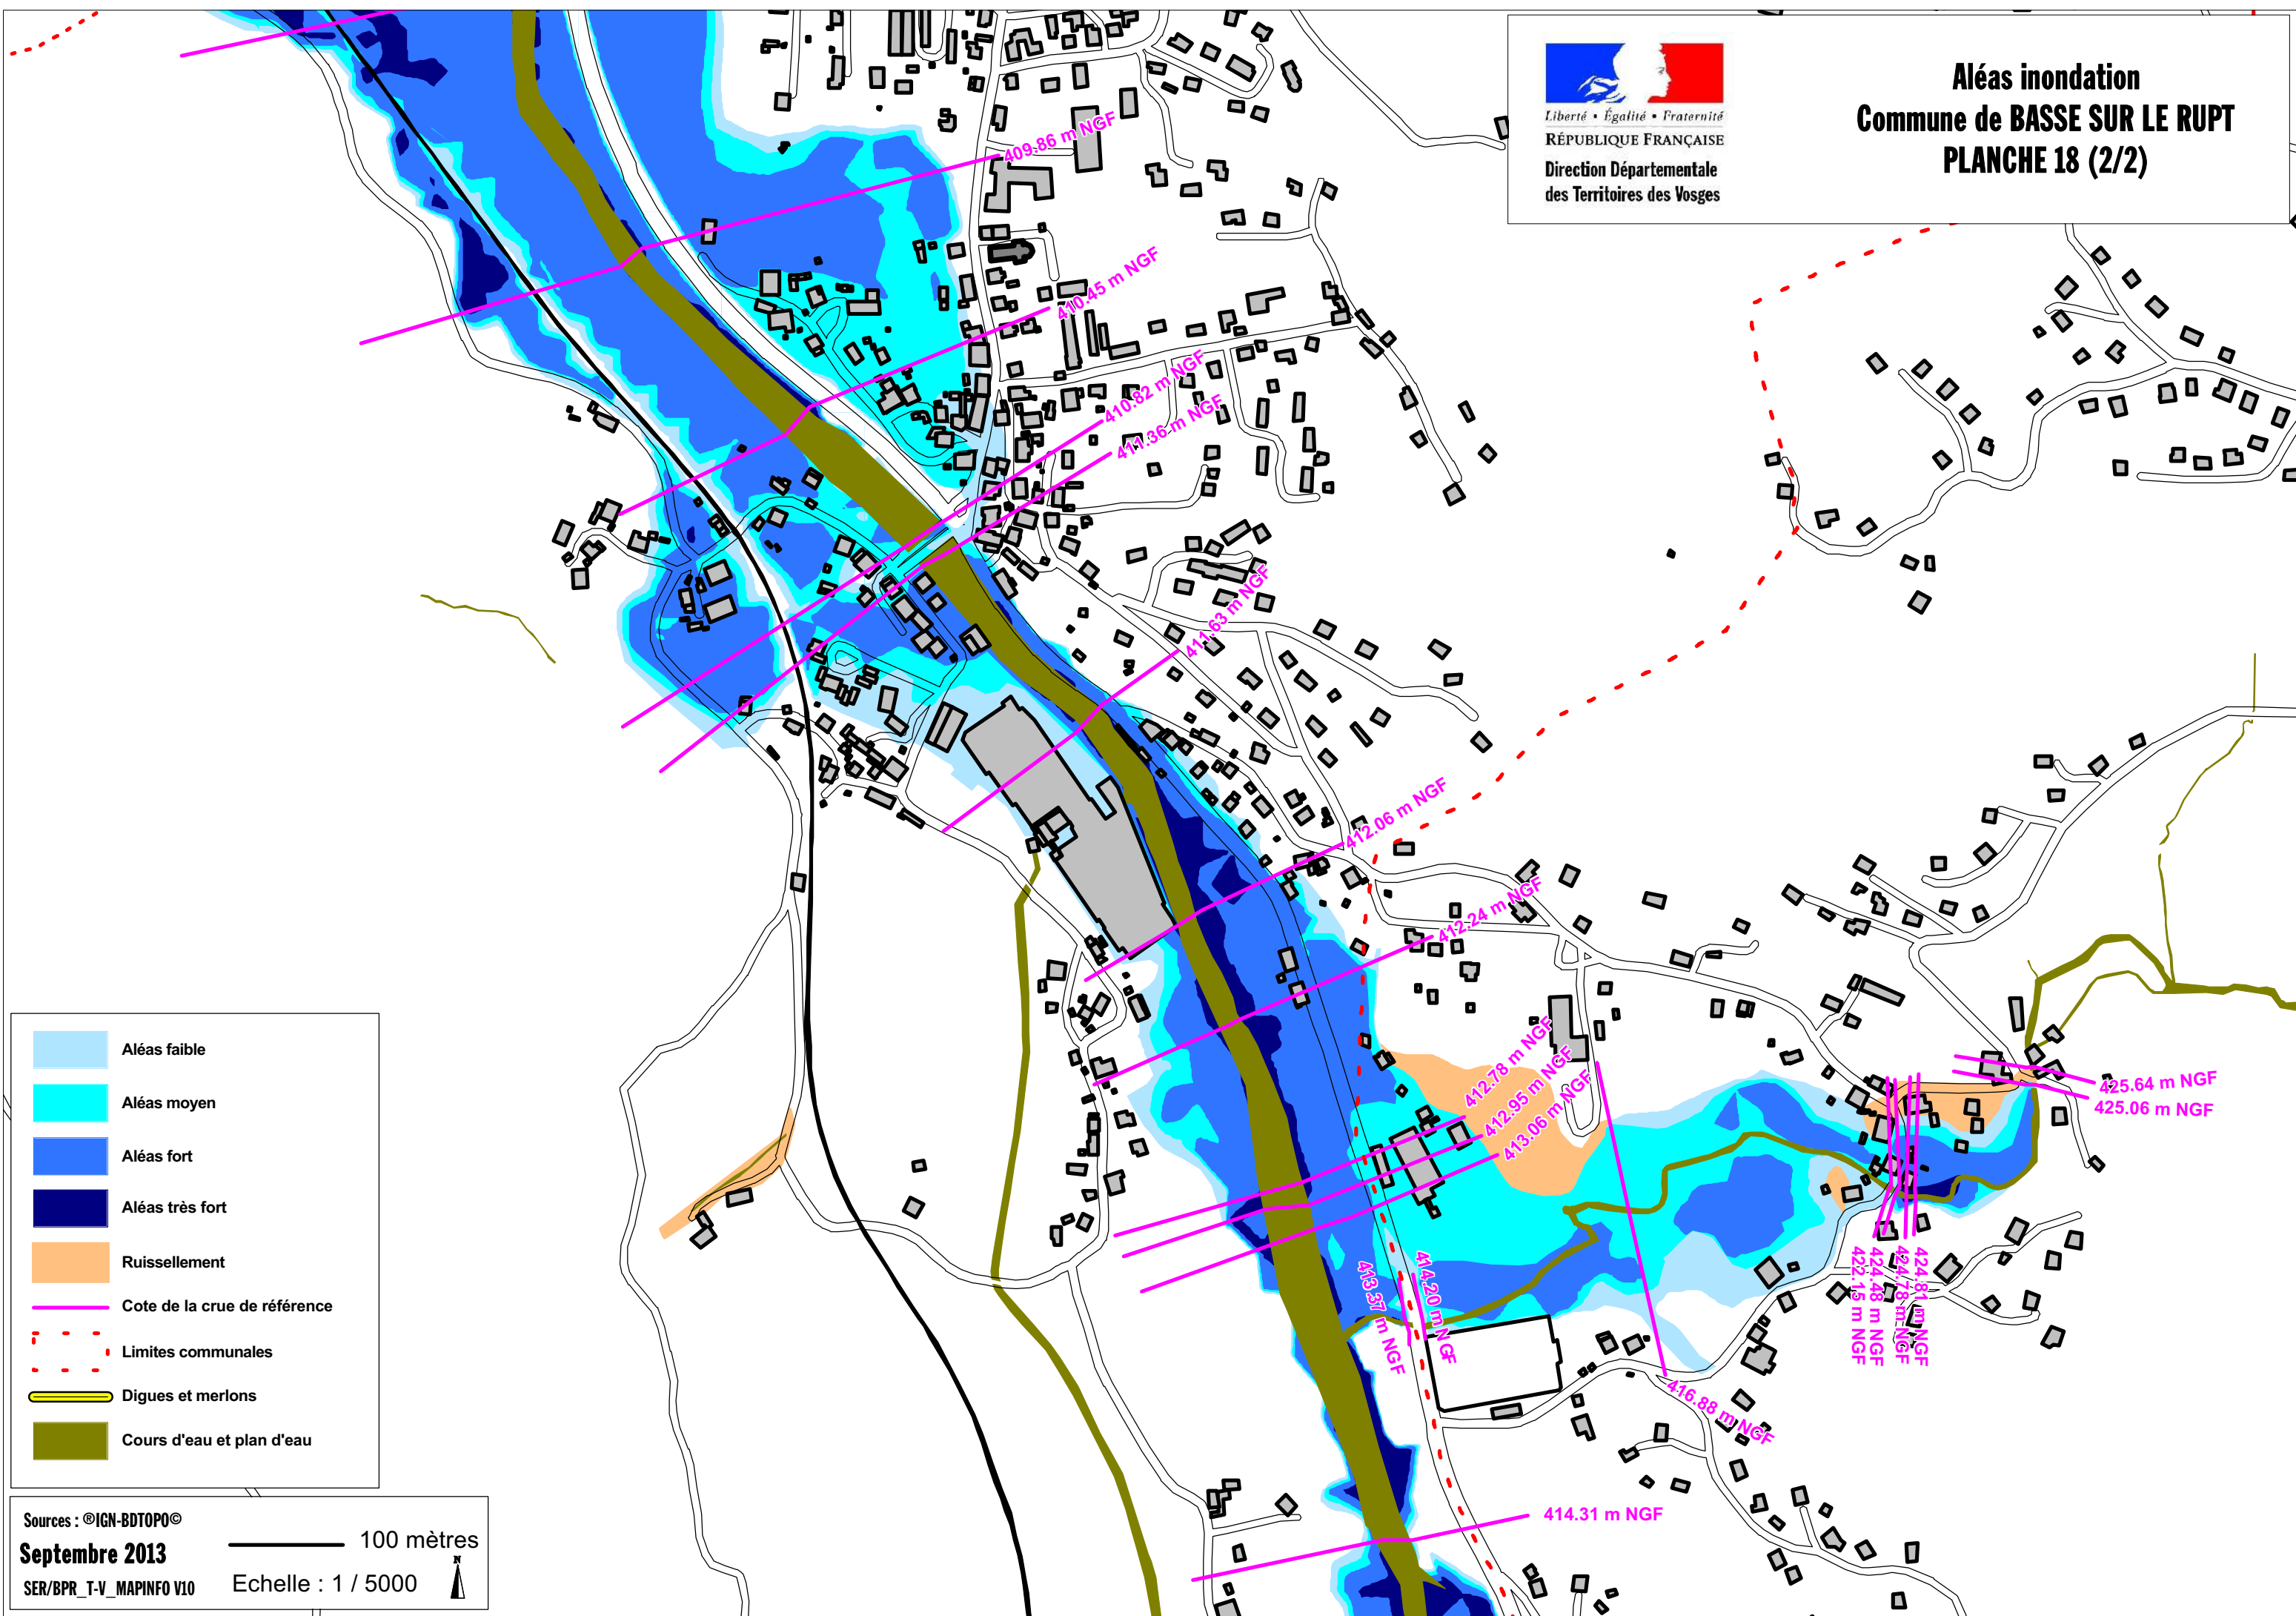 Liberté • Égalité • Fraternité
RÉPUBLIQUE FRANÇAISE
Direction Départementale
des Territoires des Vosges
Aléas inondation
Commune de BASSE SUR LE RUPT
PLANCHE 18 (2/2)
409.86 m NGF
410.45 m NGF
410.82 m NGF
411.36 m NGF
411.63 m NGF
412.06 m NGF
412.24 m NGF
412.78 m NGF
412.95 m NGF
413.06 m NGF
413.37 m NGF
414.20 m NGF
416.88 m NGF
425.64 m NGF
425.06 m NGF
422.15 m NGF
424.48 m NGF
424.78 m NGF
424.81 m NGF
414.31 m NGF
Aléas faible
Aléas moyen
Aléas fort
Aléas très fort
Ruissellement
Cote de la crue de référence
Limites communales
Digues et merlons
Cours d'eau et plan d'eau
Sources : ®IGN-BDTOPO©
Septembre 2013
SER/BPR_T-V_MAPINFO V10
100 mètres
Echelle : 1 / 5000
N